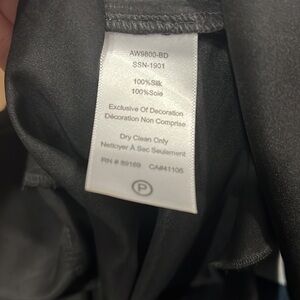 AW9800-BD
SSN-1901
100%Silk
100%Soie
Exclusive Of Decoration
Décoration Non Comprise
Dry Clean Only
Nettoyer À Sec Seulement
RN # 89169 CA#41106
P